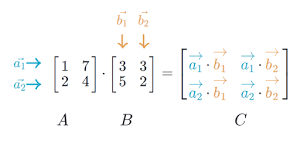 b₁⃗ b₂⃗
a₁⃗ → [1 7] · [3 3] = [a₁⃗ · b₁⃗ a₁⃗ · b₂⃗]
a₂⃗ → [2 4] [5 2] [a₂⃗ · b₁⃗ a₂⃗ · b₂⃗]
A B C